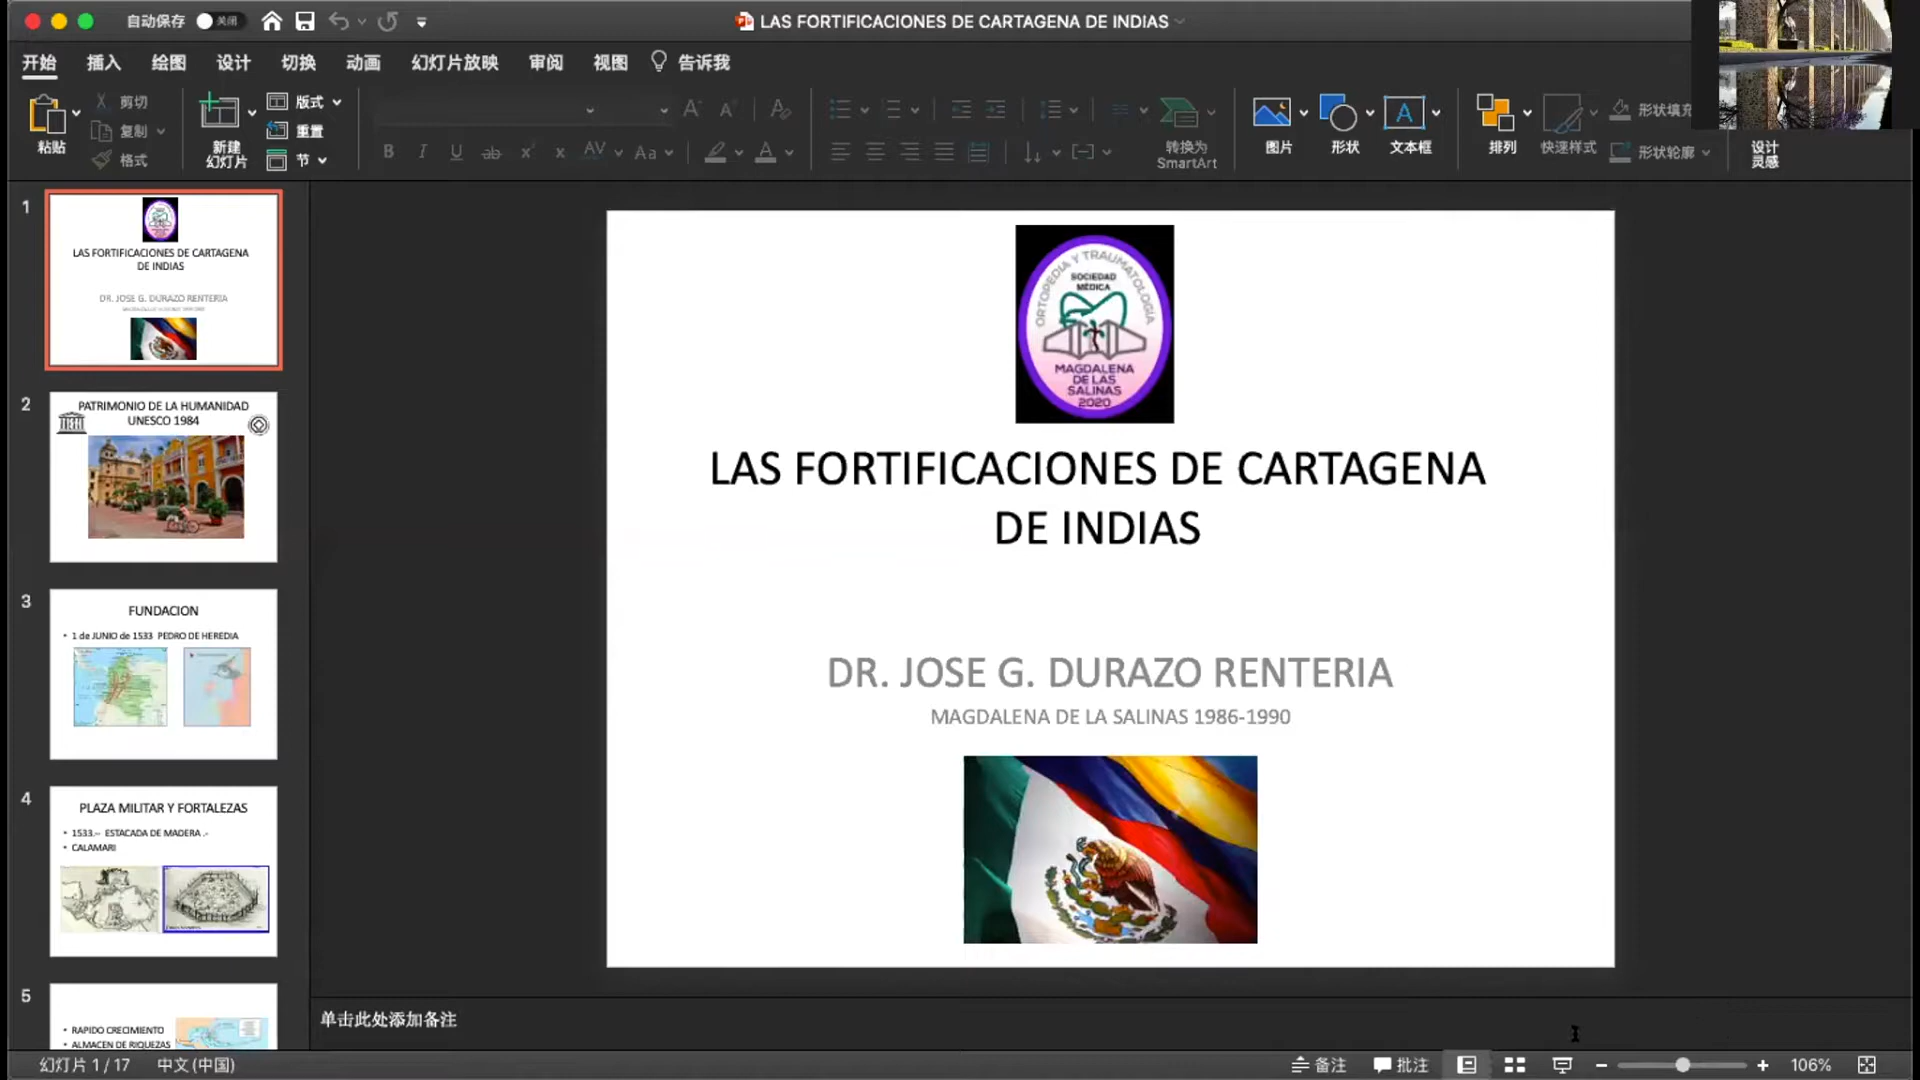 自动保存 关闭
LAS FORTIFICACIONES DE CARTAGENA DE INDIAS
开始 插入 绘图 设计 切换 动画 幻灯片放映 审阅 视图 告诉我
粘贴
剪切
复制
格式
新建
幻灯片
版式
重置
节
转换为
SmartArt
图片
形状
文本框
排列
快速样式
形状填充
形状轮廓
设计
灵感
1
LAS FORTIFICACIONES DE CARTAGENA
DE INDIAS
DR. JOSE G. DURAZO RENTERIA
2
PATRIMONIO DE LA HUMANIDAD
UNESCO 1984
3
FUNDACION
• 1 de JUNIO de 1533 PEDRO DE HEREDIA
4
PLAZA MILITAR Y FORTALEZAS
• 1533.-- ESTACADA DE MADERA .-
• CALAMARI
5
• RAPIDO CRECIMIENTO
• ALMACEN DE RIQUEZAS
ORTOPEDIA Y TRAUMATOLOGIA
SOCIEDAD
MÉDICA
MAGDALENA
DE LAS
SALINAS
2020
LAS FORTIFICACIONES DE CARTAGENA
DE INDIAS
DR. JOSE G. DURAZO RENTERIA
MAGDALENA DE LA SALINAS 1986-1990
单击此处添加备注
幻灯片 1 / 17 中文 (中国)
备注 批注 106%